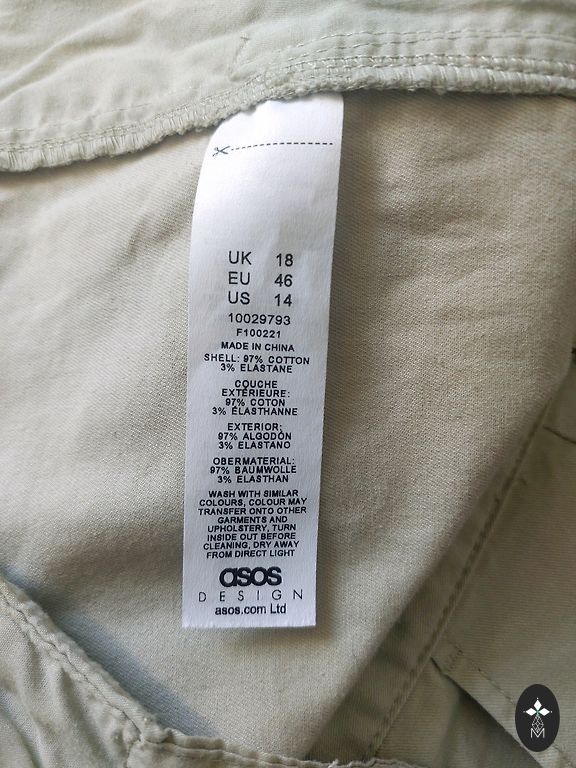 UK 18
EU 46
US 14
10029793
F100221
MADE IN CHINA
SHELL: 97% COTTON
3% ELASTANE
COUCHE
EXTÉRIEURE:
97% COTON
3% ÉLASTHANNE
EXTERIOR:
97% ALGODÓN
3% ELASTANO
OBERMATERIAL:
97% BAUMWOLLE
3% ELASTHAN
WASH WITH SIMILAR
COLOURS, COLOUR MAY
TRANSFER ONTO OTHER
GARMENTS AND
UPHOLSTERY, TURN
INSIDE OUT BEFORE
CLEANING, DRY AWAY
FROM DIRECT LIGHT
asos
DESIGN
asos.com Ltd
M